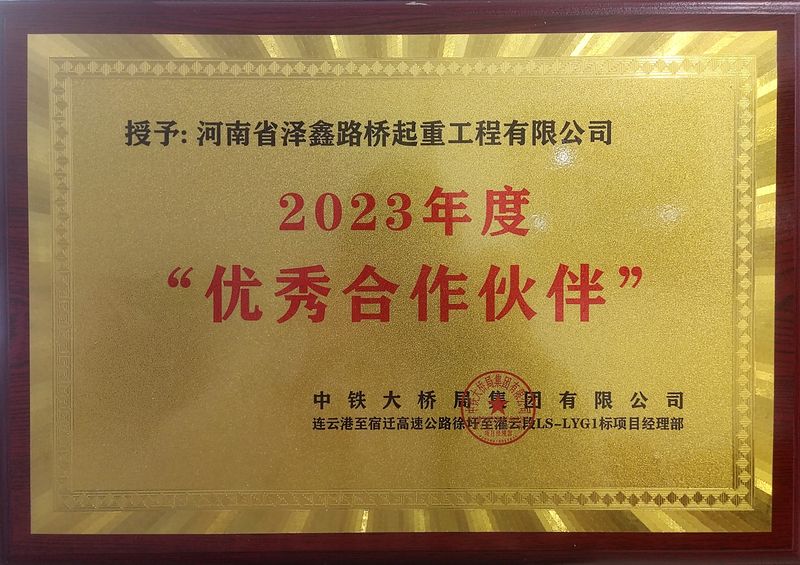 授予: 河南省泽鑫路桥起重工程有限公司
2023年度
“优秀合作伙伴”
中铁大桥局集团有限公司
连云港至宿迁高速公路徐圩至灌云段LS-LYG1标项目经理部